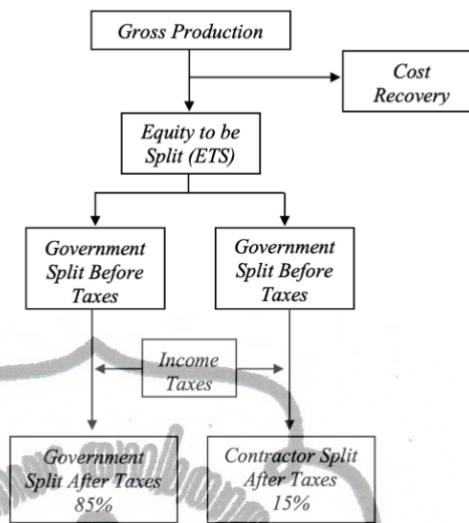 Gross Production
Cost
Recovery
Equity to be
Split (ETS)
Government
Split Before
Taxes
Government
Split Before
Taxes
Income
Taxes
Government
Split After Taxes
85%
Contractor Split
After Taxes
15%